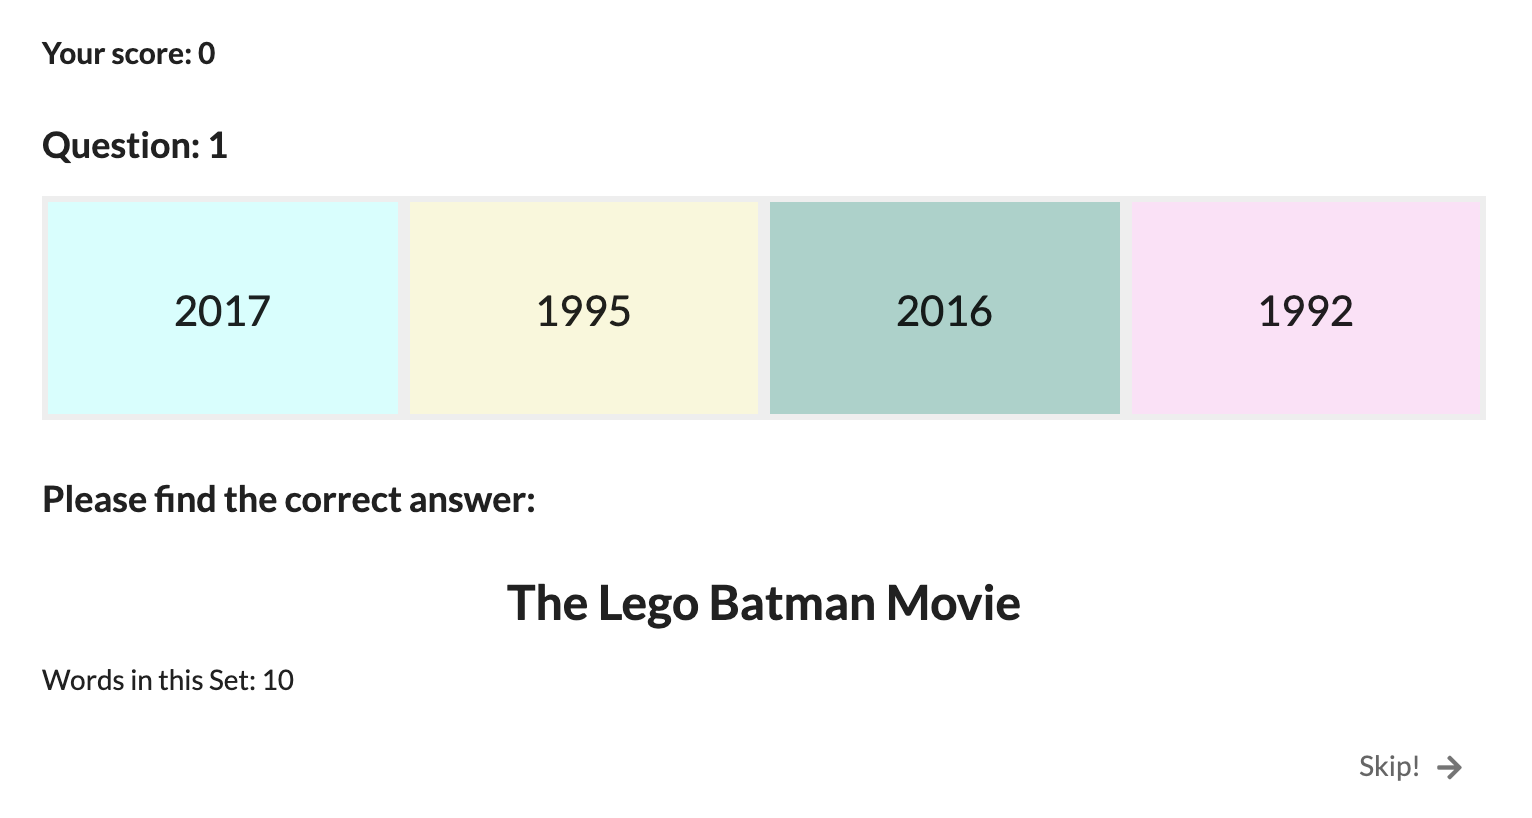 Your score: 0
Question: 1
2017 1995 2016 1992
Please find the correct answer:
The Lego Batman Movie
Words in this Set: 10
Skip!